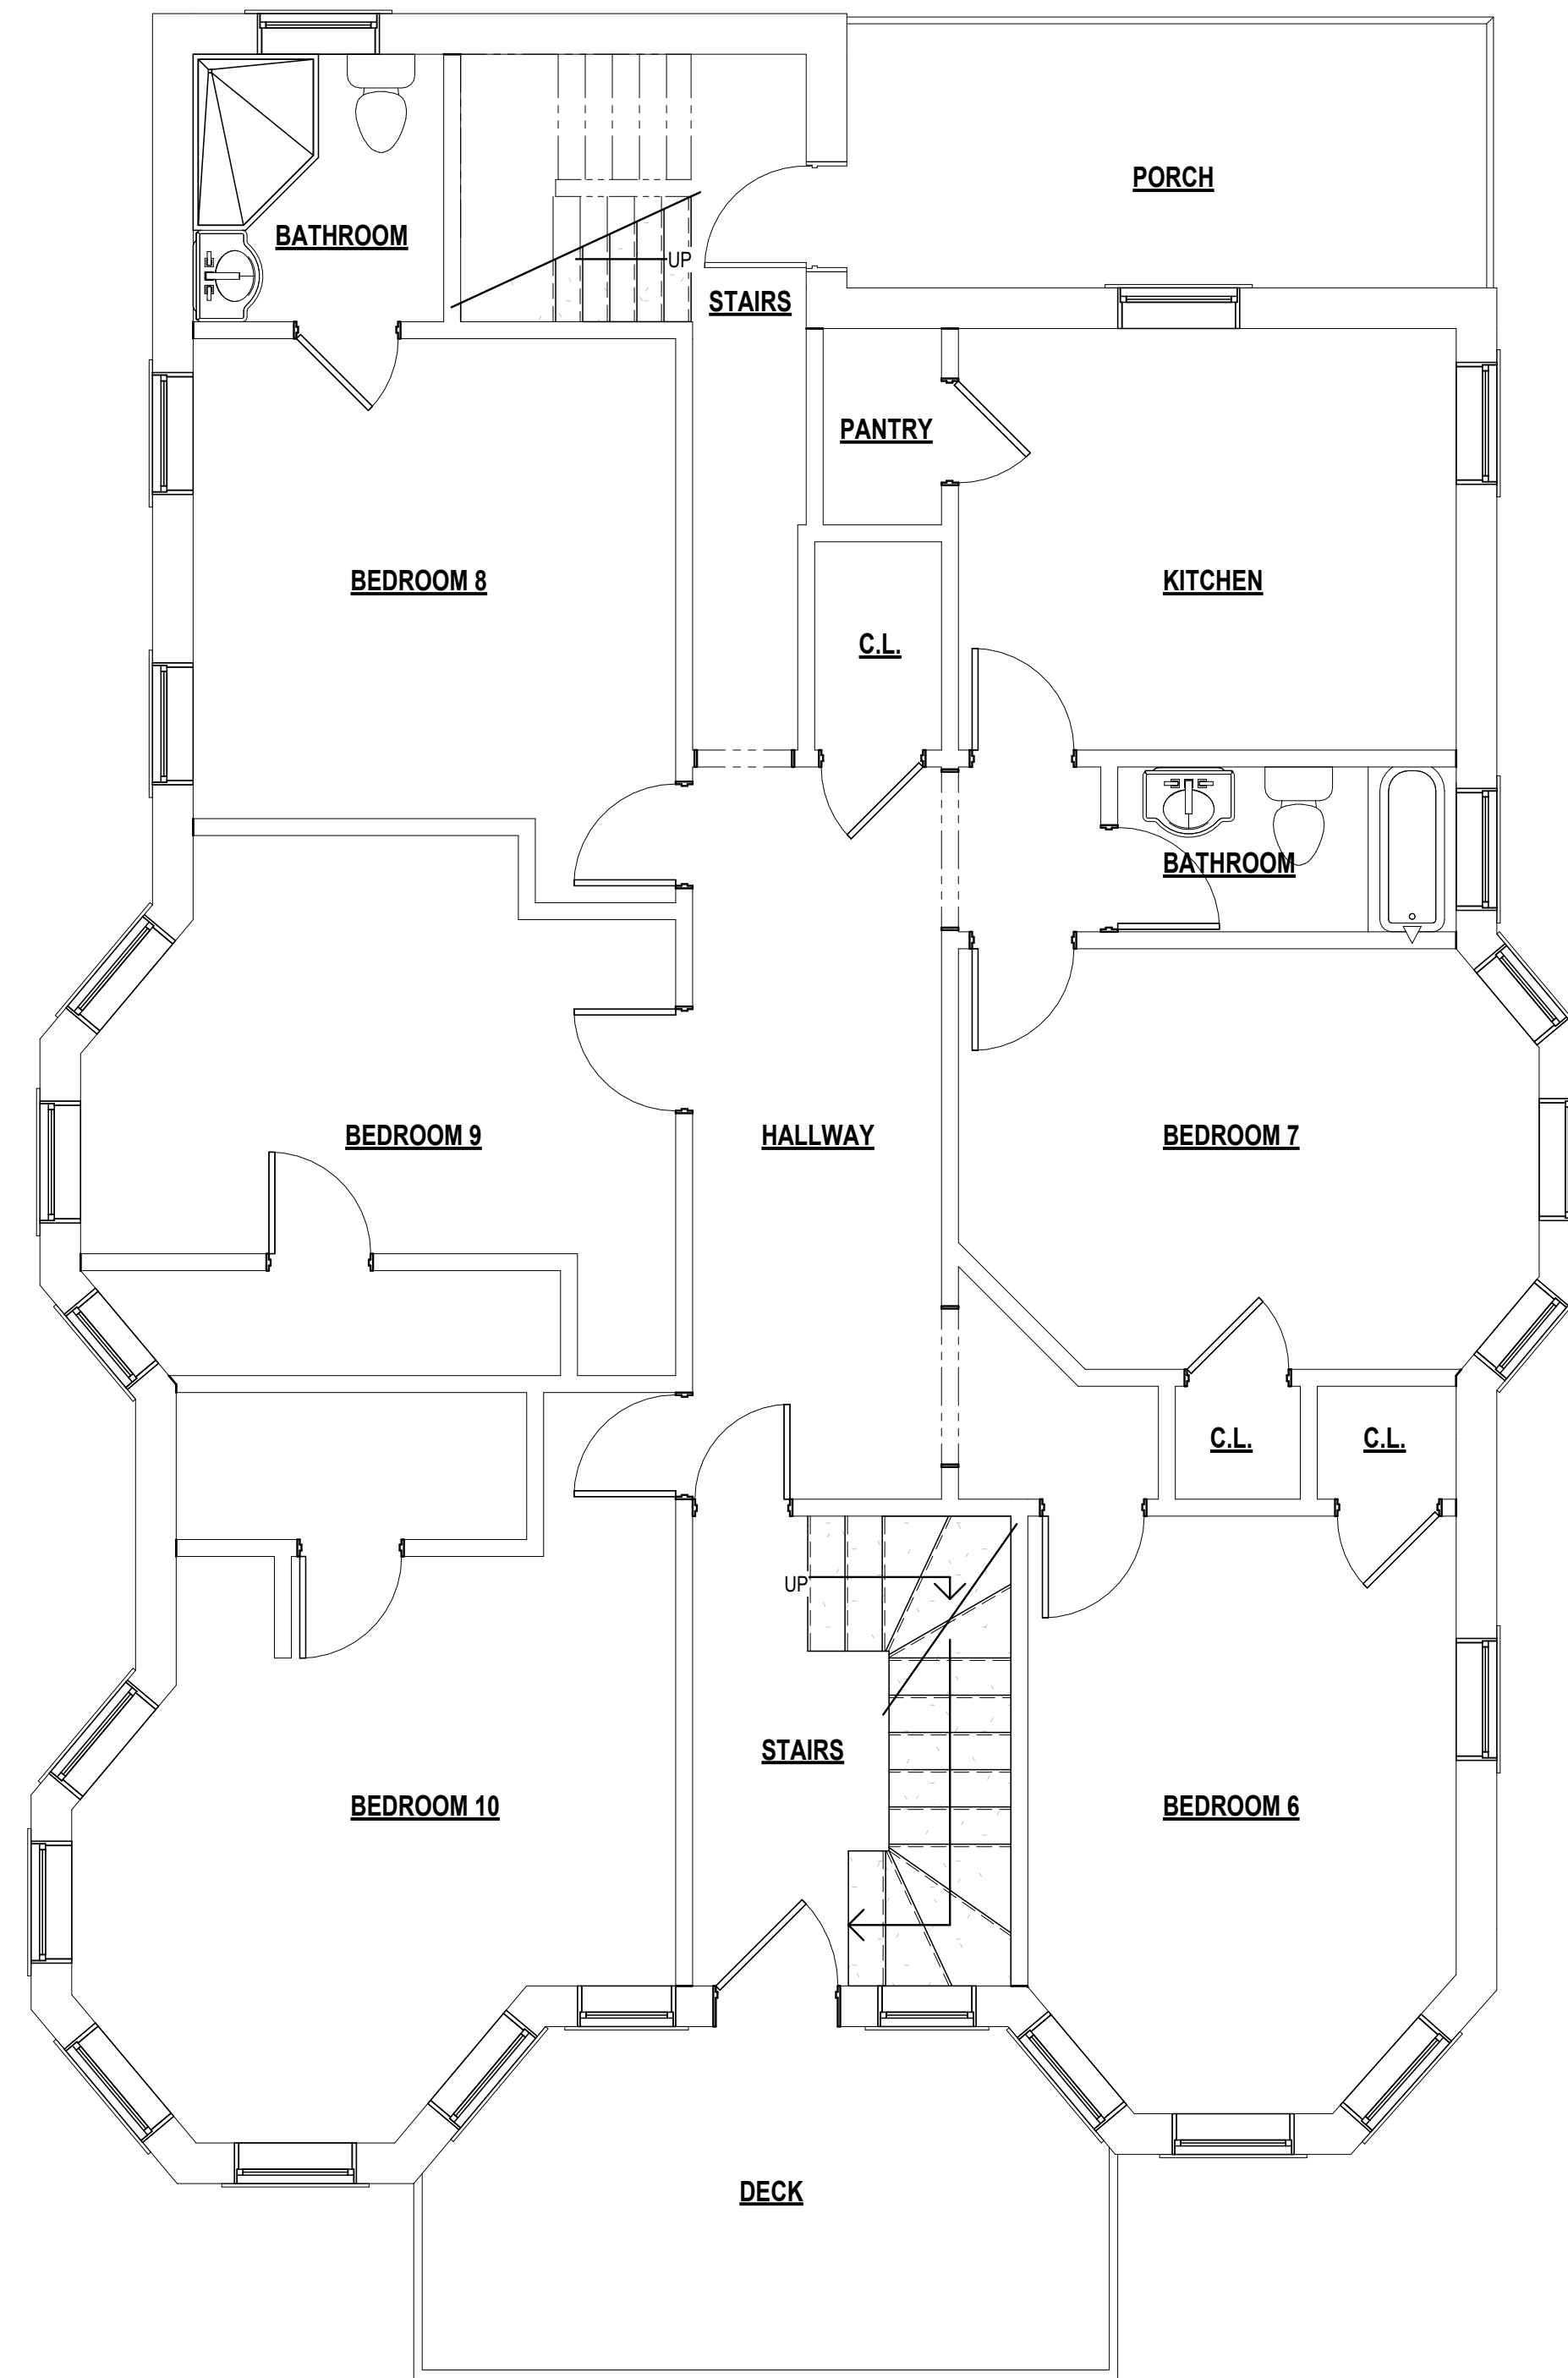 PORCH
BATHROOM
UP
STAIRS
PANTRY
BEDROOM 8
KITCHEN
C.L.
BATHROOM
BEDROOM 9
HALLWAY
BEDROOM 7
C.L.
C.L.
UP
STAIRS
BEDROOM 10
BEDROOM 6
DECK